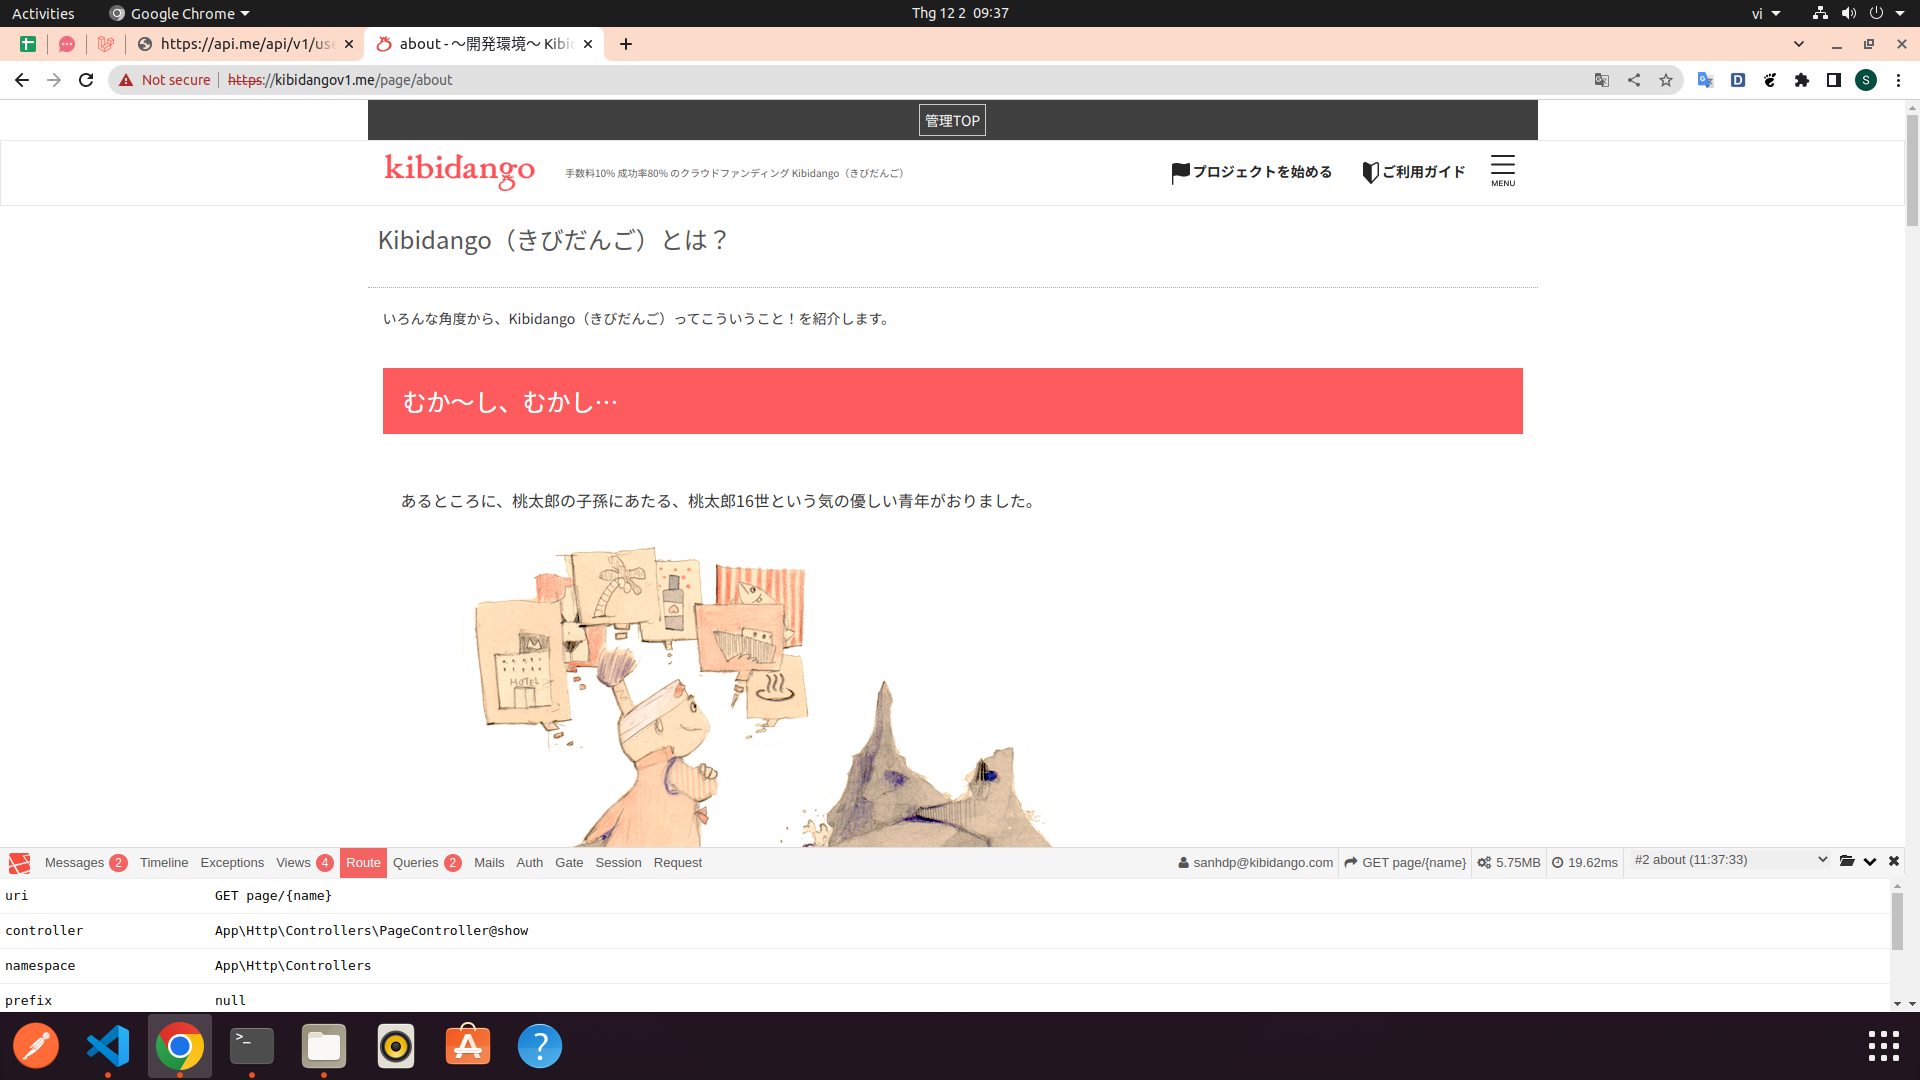 Activities
Google Chrome
Thg 12 2 09:37
vi
https://api.me/api/v1/use
about - ～開発環境～ Kibid
Not secure
https://kibidangov1.me/page/about
D
S
管理TOP
kibidango
手数料10% 成功率80% のクラウドファンディング Kibidango（きびだんご）
プロジェクトを始める
ご利用ガイド
MENU
Kibidango（きびだんご）とは？
いろんな角度から、Kibidango（きびだんご）ってこういうこと！を紹介します。
むか～し、むかし…
あるところに、桃太郎の子孫にあたる、桃太郎16世という気の優しい青年がおりました。
HOTEL
Messages 2
Timeline
Exceptions
Views 4
Route
Queries 2
Mails
Auth
Gate
Session
Request
sanhdp@kibidango.com
GET page/{name}
5.75MB
19.62ms
#2 about (11:37:33)
uri GET page/{name}
controller App\Http\Controllers\PageController@show
namespace App\Http\Controllers
prefix null